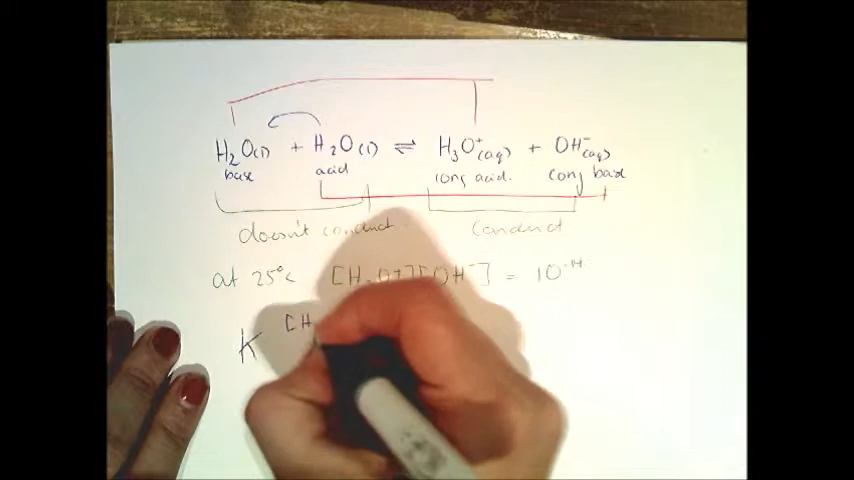 H₂O(l) + H₂O(l) ⇌ H₃O⁺(aq) + OH⁻(aq)
base acid conj acid. conj base
doesn't conduct. Conduct
at 25°C [H₃O+][OH⁻] = 10⁻¹⁴
K [H